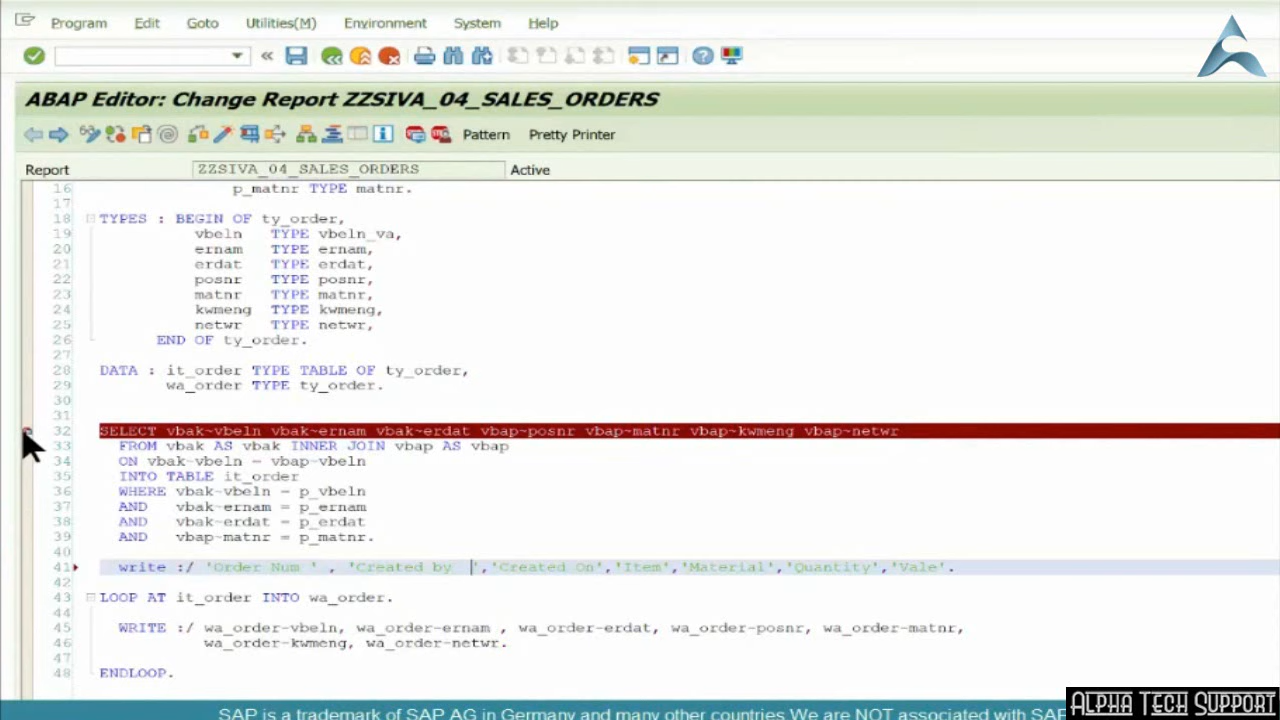 Program Edit Goto Utilities(M) Environment System Help
ABAP Editor: Change Report ZZSIVA_04_SALES_ORDERS
Pattern Pretty Printer
Report ZZSIVA_04_SALES_ORDERS Active
16 p_matnr TYPE matnr.
17
18 TYPES : BEGIN OF ty_order,
19 vbeln TYPE vbeln_va,
20 ernam TYPE ernam,
21 erdat TYPE erdat,
22 posnr TYPE posnr,
23 matnr TYPE matnr,
24 kwmeng TYPE kwmeng,
25 netwr TYPE netwr,
26 END OF ty_order.
27
28 DATA : it_order TYPE TABLE OF ty_order,
29 wa_order TYPE ty_order.
30
31
32 SELECT vbak~vbeln vbak~ernam vbak~erdat vbap~posnr vbap~matnr vbap~kwmeng vbap~netwr
33 FROM vbak AS vbak INNER JOIN vbap AS vbap
34 ON vbak~vbeln = vbap~vbeln
35 INTO TABLE it_order
36 WHERE vbak~vbeln = p_vbeln
37 AND vbak~ernam = p_ernam
38 AND vbak~erdat = p_erdat
39 AND vbap~matnr = p_matnr.
40
41 write :/ 'Order Num ' , 'Created by  ','Created On','Item','Material','Quantity','Vale'.
42
43 LOOP AT it_order INTO wa_order.
44
45 WRITE :/ wa_order-vbeln, wa_order-ernam , wa_order-erdat, wa_order-posnr, wa_order-matnr,
46 wa_order-kwmeng, wa_order-netwr.
47
48 ENDLOOP.
ALPHA TECH SUPPORT
SAP is a trademark of SAP AG in Germany and many other countries We are NOT associated with SAP